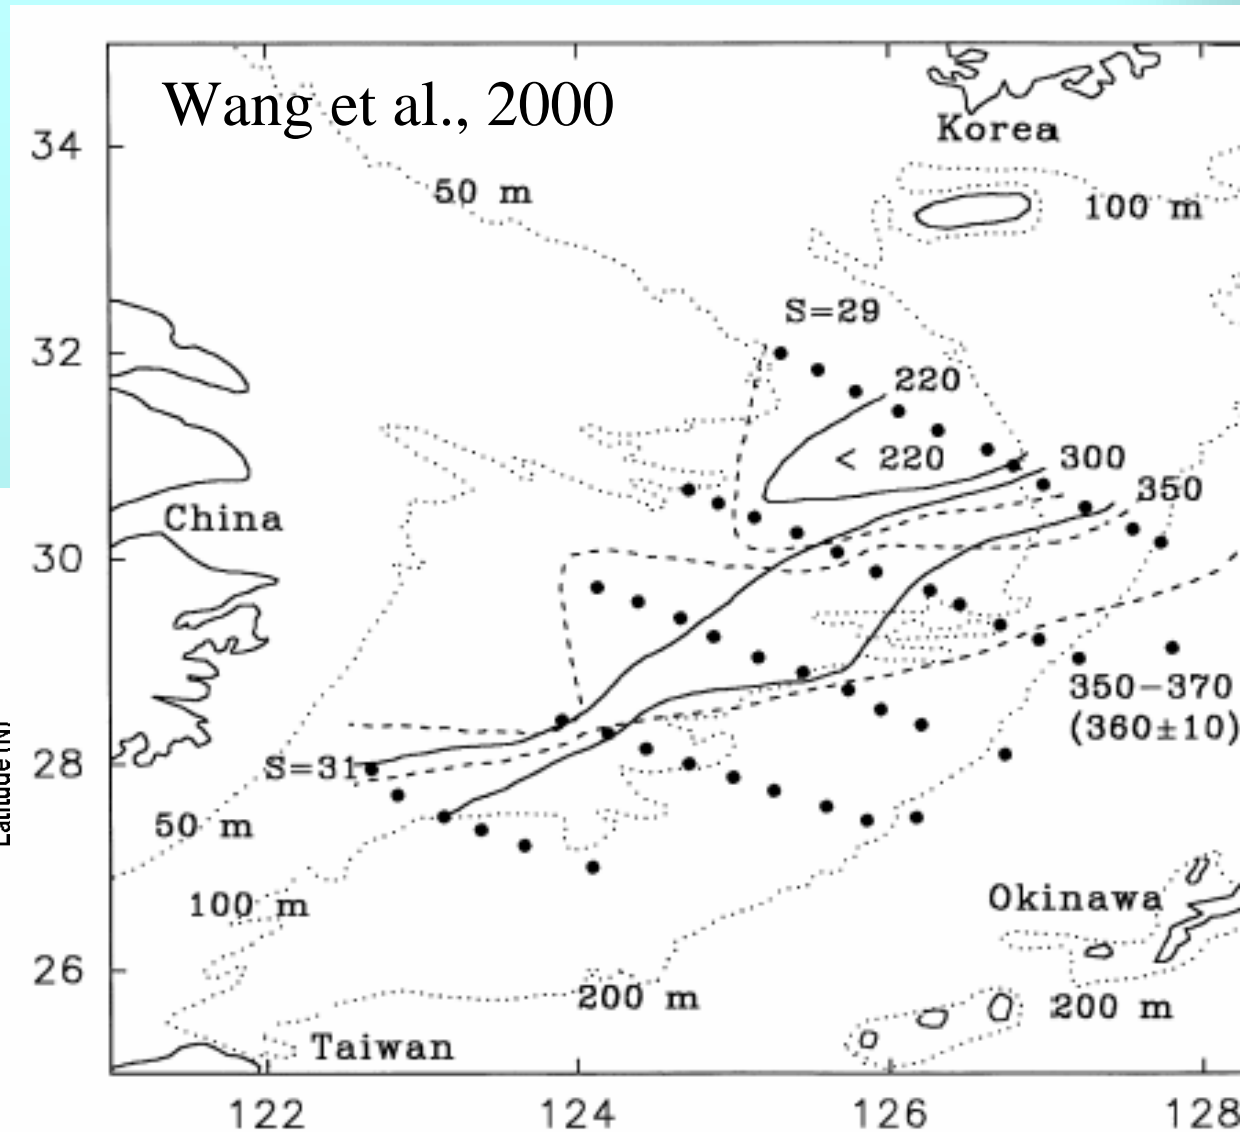 Wang et al., 2000
Korea
34
50 m
100 m
S=29
32
220
< 220
300
350
China
30
350-370
(360±10)
28
S=31
50 m
Latitude (N)
100 m
Okinawa
26
200 m
200 m
Taiwan
122
124
126
128